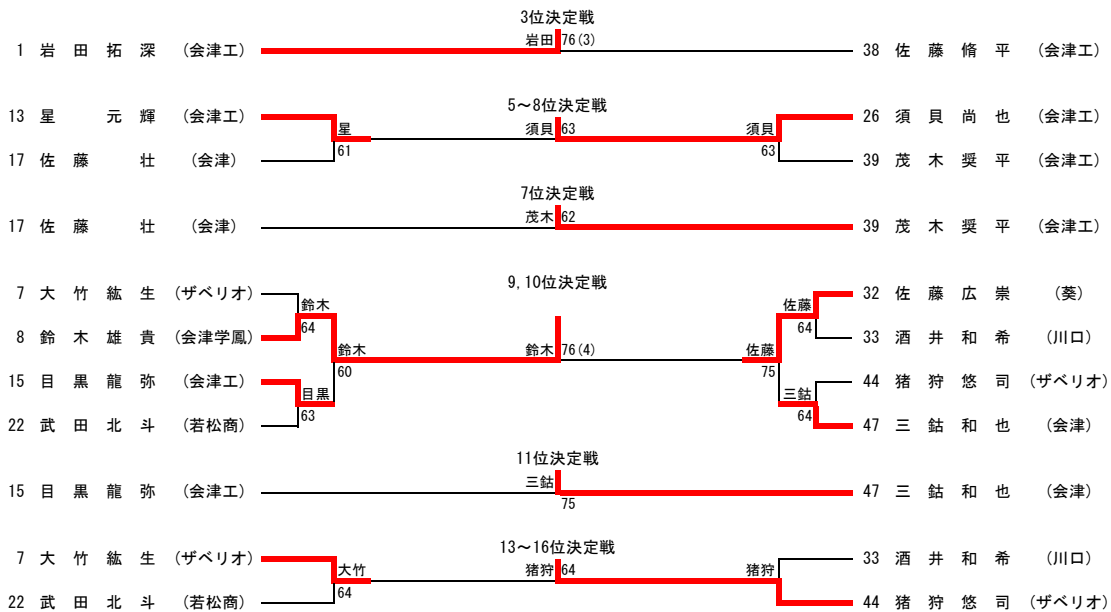 3位決定戦
岩田 76(3)
1 岩 田 拓 深 (会津工) 38 佐 藤 脩 平 (会津工)
5~8位決定戦
13 星 元 輝 (会津工) 26 須 貝 尚 也 (会津工)
星 須貝 63 須貝
61 63
17 佐 藤 壮 (会津) 39 茂 木 奨 平 (会津工)
7位決定戦
茂木 62
17 佐 藤 壮 (会津) 39 茂 木 奨 平 (会津工)
9,10位決定戦
7 大 竹 紘 生 (ザベリオ) 32 佐 藤 広 崇 (葵)
鈴木 佐藤
64 64
8 鈴 木 雄 貴 (会津学鳳) 33 酒 井 和 希 (川口)
鈴木 鈴木 76(4) 佐藤
60 75
15 目 黒 龍 弥 (会津工) 44 猪 狩 悠 司 (ザベリオ)
目黒 三鈷
63 64
22 武 田 北 斗 (若松商) 47 三 鈷 和 也 (会津)
11位決定戦
三鈷
15 目 黒 龍 弥 (会津工) 47 三 鈷 和 也 (会津)
75
13~16位決定戦
7 大 竹 紘 生 (ザベリオ) 33 酒 井 和 希 (川口)
大竹 猪狩 64 猪狩
64
22 武 田 北 斗 (若松商) 44 猪 狩 悠 司 (ザベリオ)